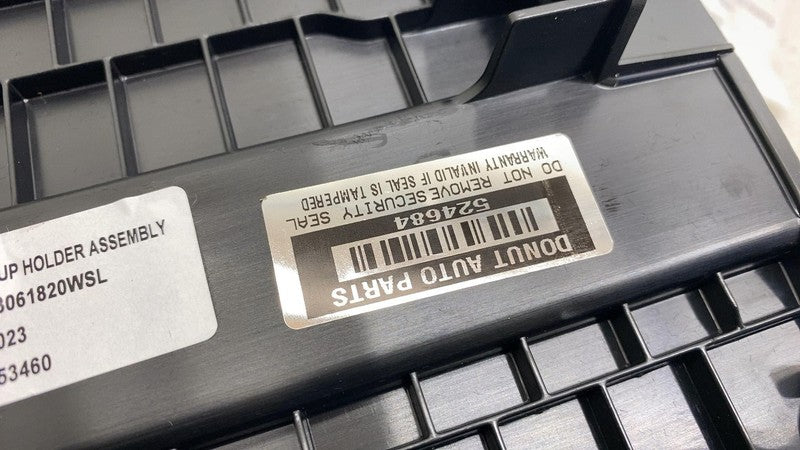 UP HOLDER ASSEMBLY
3061820WSL
023
53460
DONUT AUTO PARTS
524684
DO NOT REMOVE SECURITY SEAL
WARRANTY INVALID IF SEAL IS TAMPERED